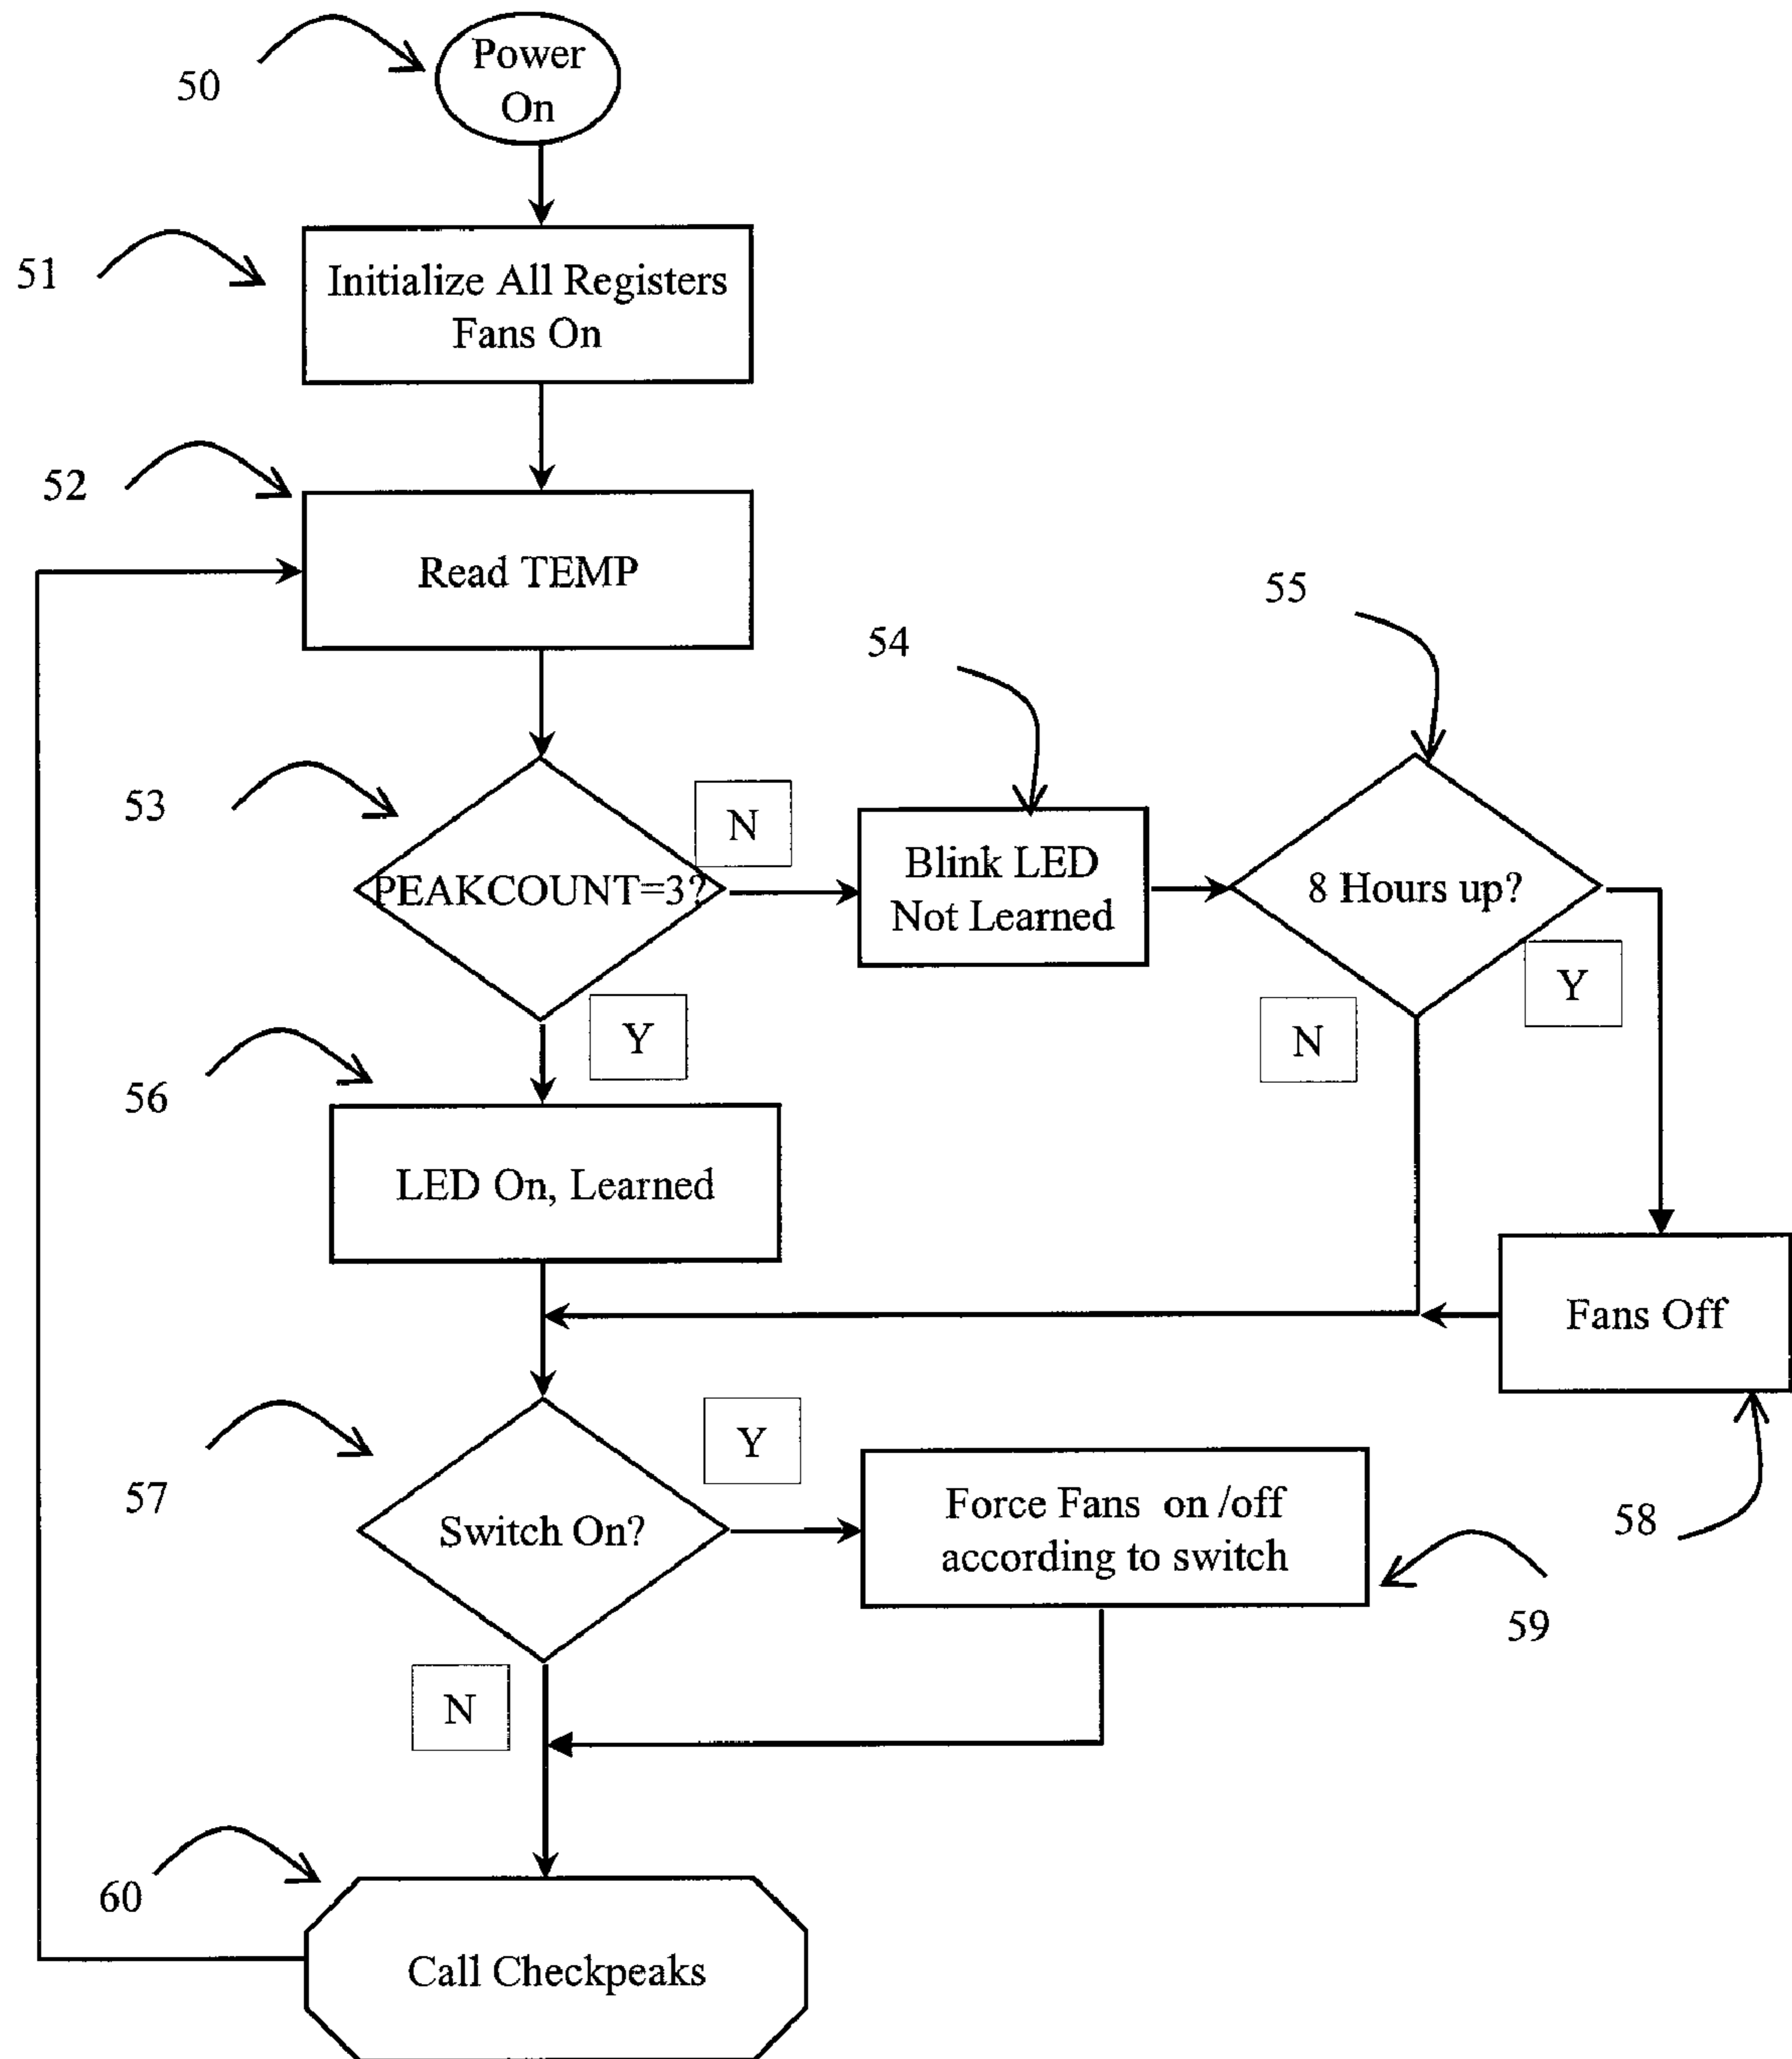 50
Power
On
51
Initialize All Registers
Fans On
52
Read TEMP
53
PEAKCOUNT=3?
N
54
Blink LED
Not Learned
55
8 Hours up?
Y
N
Y
56
LED On, Learned
Fans Off
58
57
Switch On?
Y
Force Fans on /off
according to switch
59
N
60
Call Checkpeaks